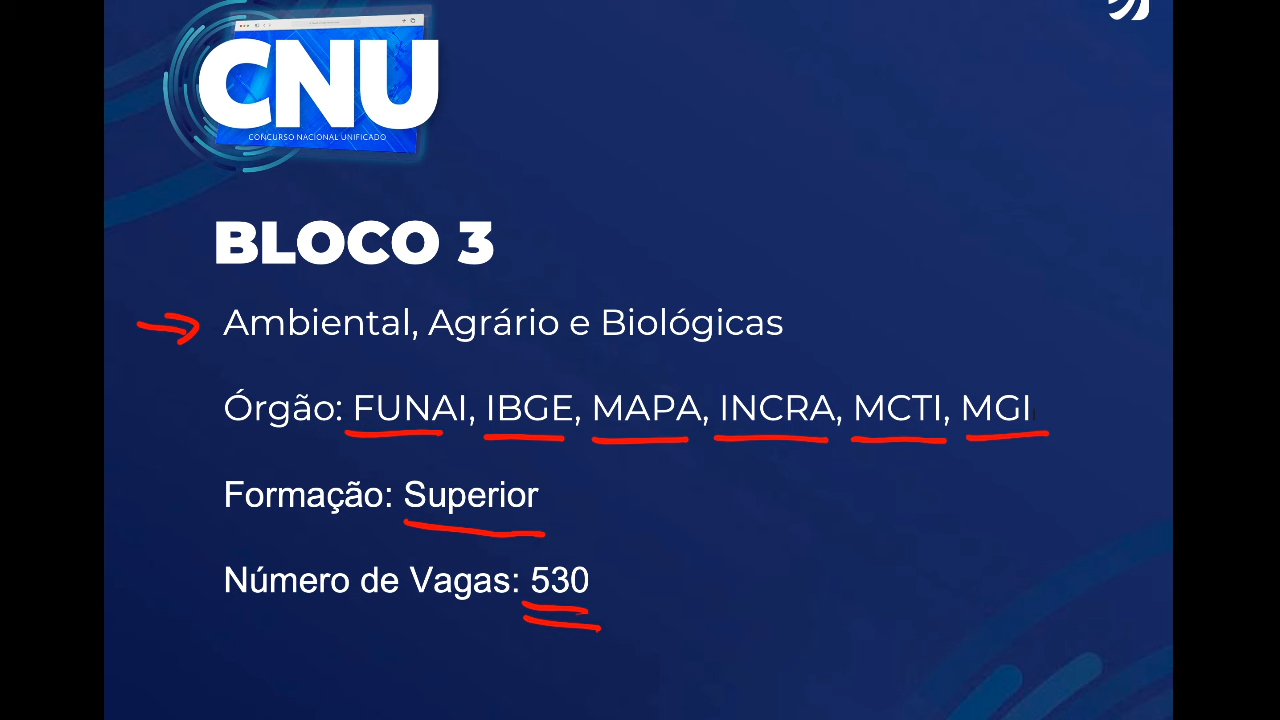 CNU
CONCURSO NACIONAL UNIFICADO
BLOCO 3
Ambiental, Agrário e Biológicas
Órgão: FUNAI, IBGE, MAPA, INCRA, MCTI, MGI
Formação: Superior
Número de Vagas: 530